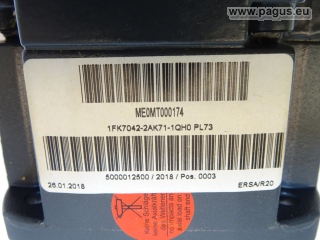 www.pagus.eu
ME0MT000174
1FK7042-2AK71-1QH0 PL73
5000012500 / 2018 / Pos. 0003
26.01.2018
ERSA/R20